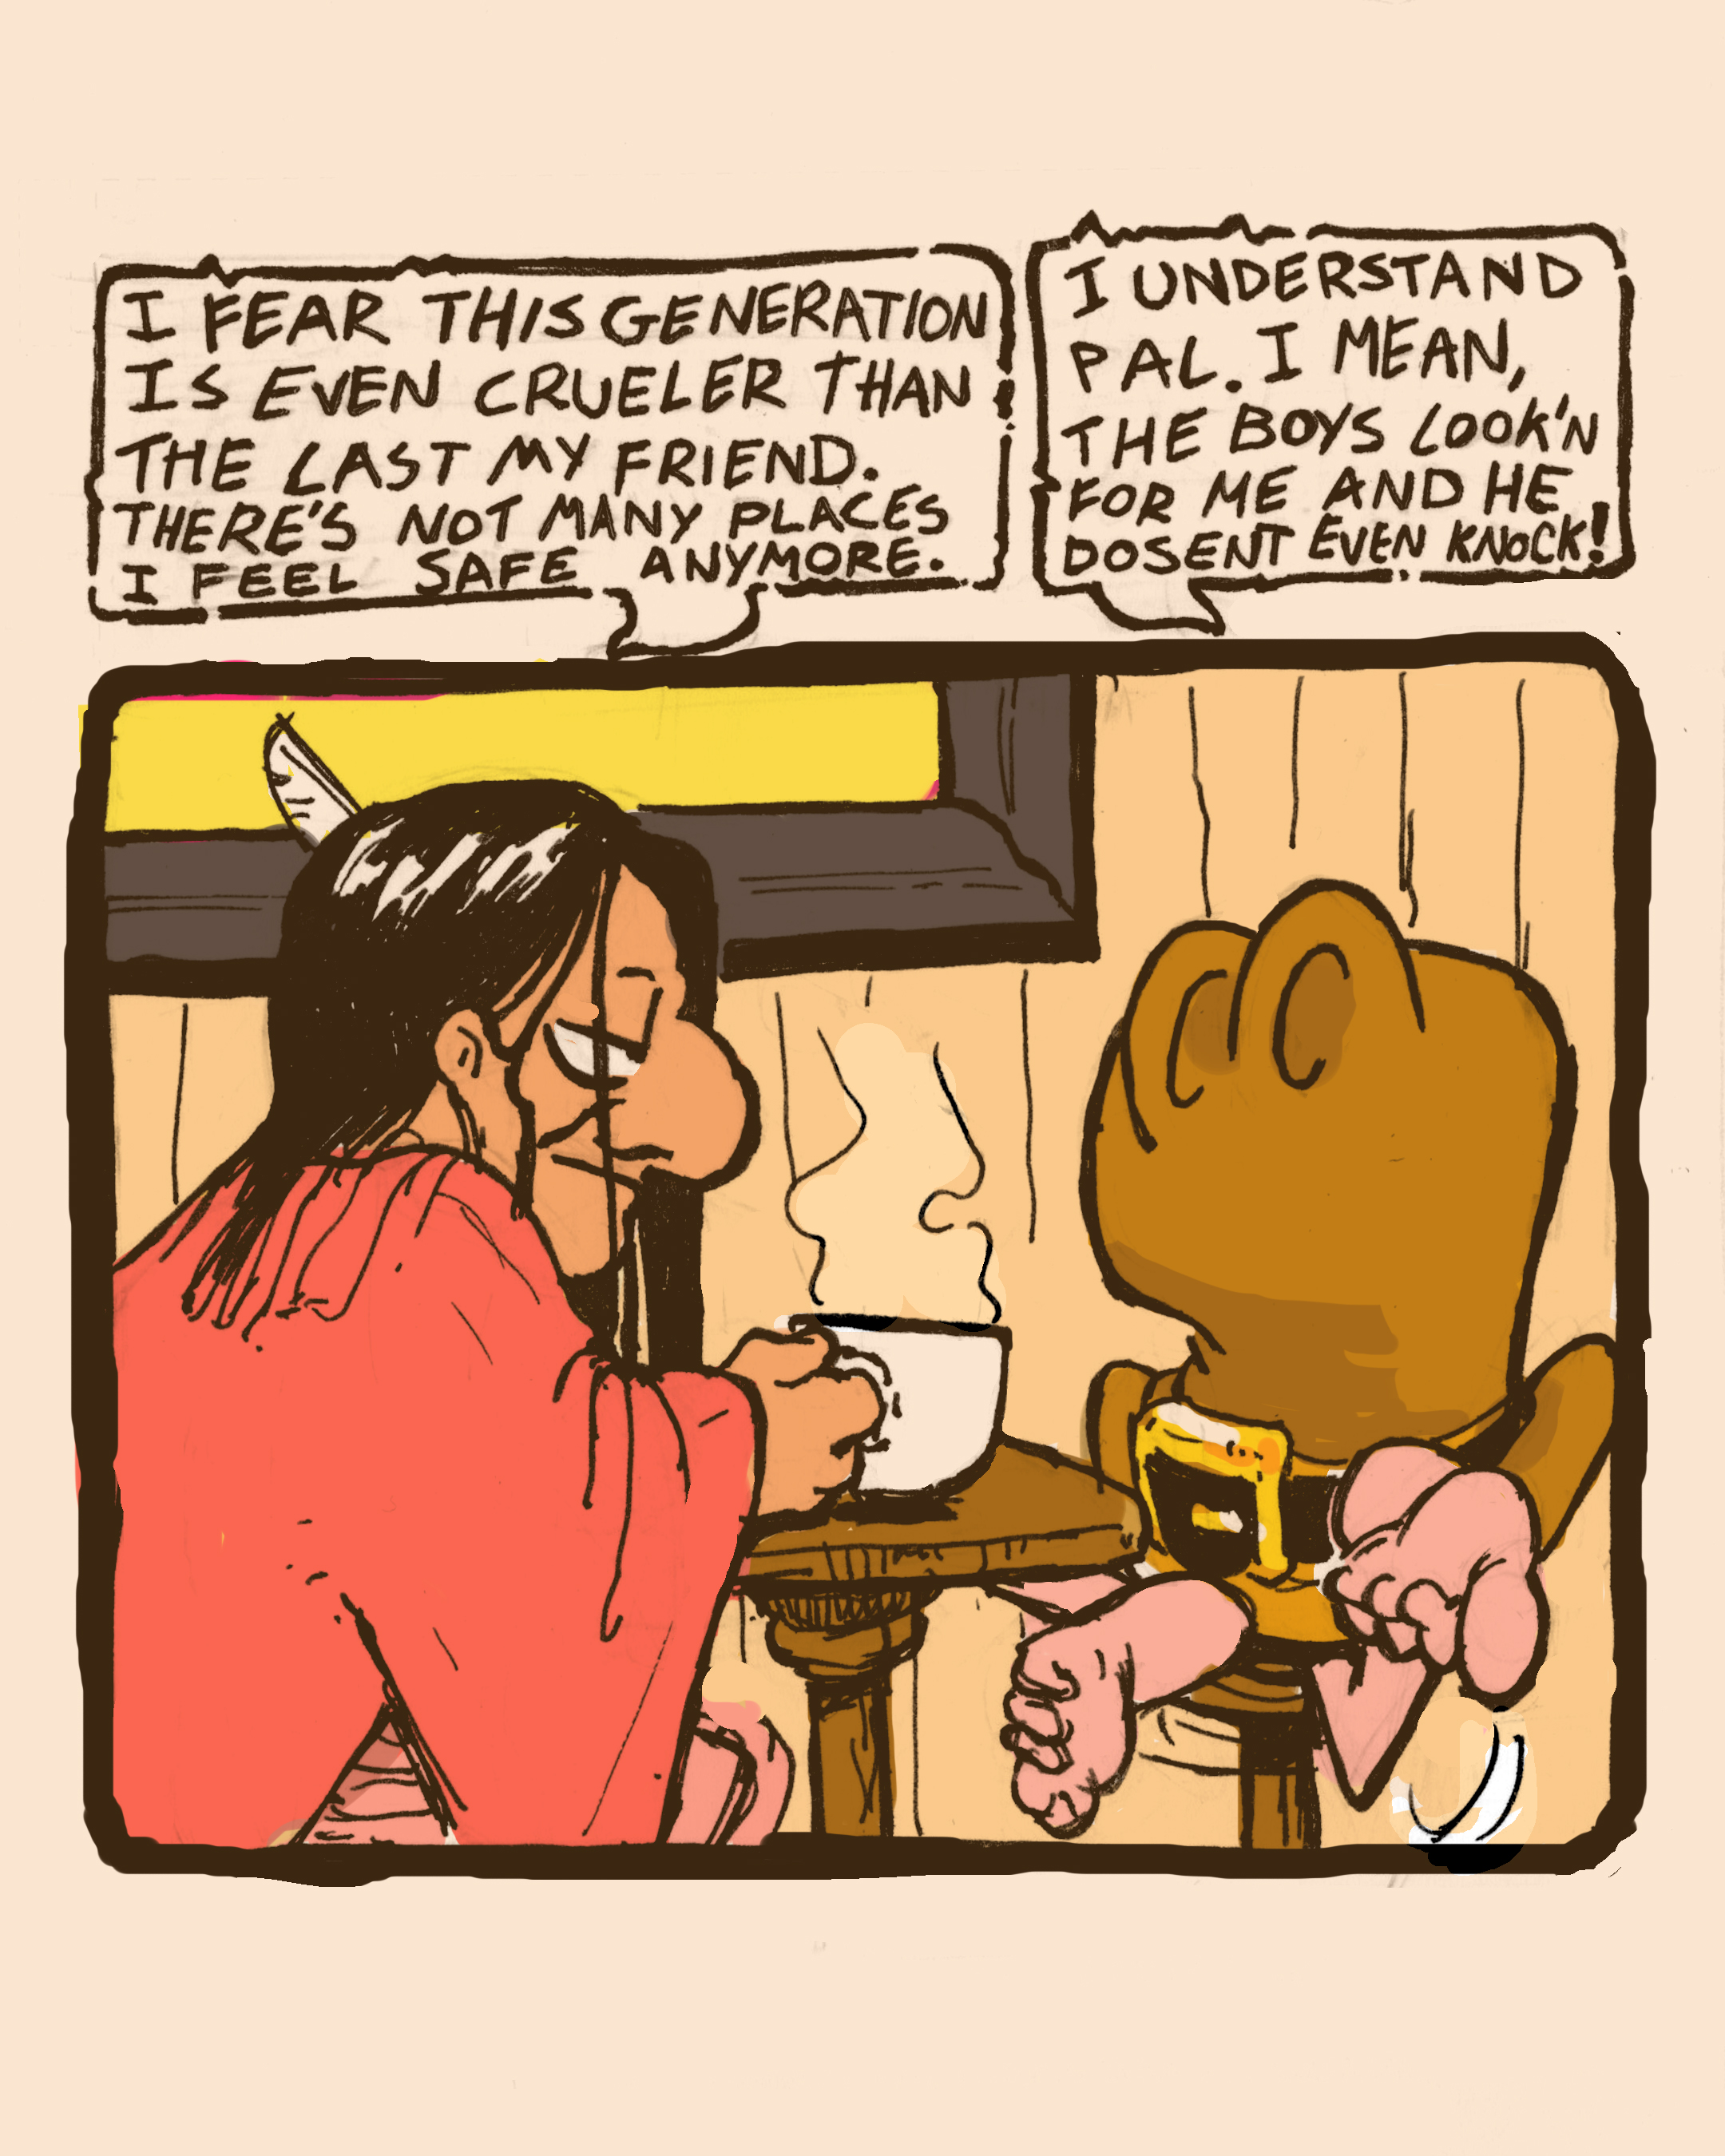 I FEAR THIS GENERATION
IS EVEN CRUELER THAN
THE LAST MY FRIEND.
THERE'S NOT MANY PLACES
I FEEL SAFE ANYMORE.
I UNDERSTAND
PAL. I MEAN,
THE BOYS LOOK'N
FOR ME AND HE
DOSENT EVEN KNOCK!